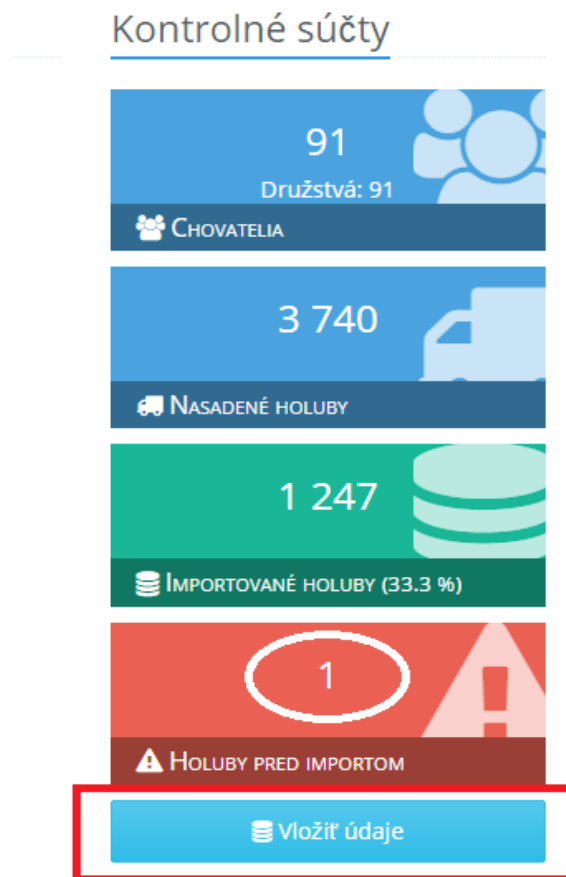 Kontrolné súčty
91
Družstvá: 91
Chovatelia
3 740
Nasadené holuby
1 247
Importované holuby (33.3 %)
1
Holuby pred importom
Vložiť údaje